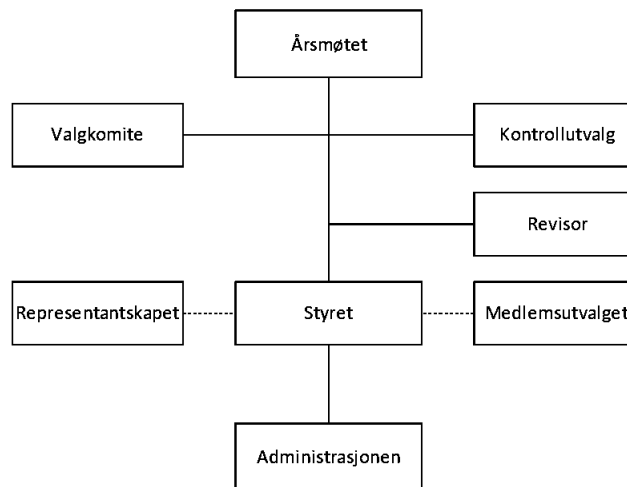 Årsmøtet
Valgkomite
Kontrollutvalg
Revisor
Representantskapet
Styret
Medlemsutvalget
Administrasjonen